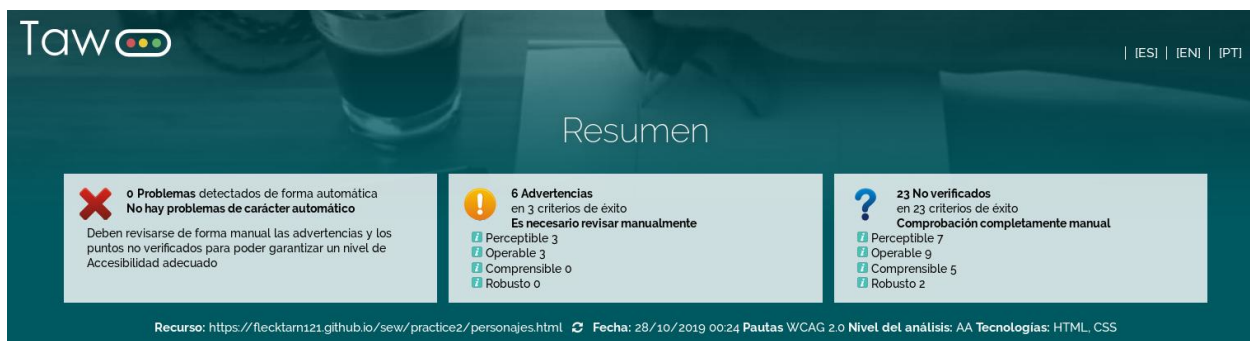 Taw
| [ES] | [EN] | [PT]
Resumen
0 Problemas detectados de forma automática
No hay problemas de carácter automático
Deben revisarse de forma manual las advertencias y los
puntos no verificados para poder garantizar un nivel de
Accesibilidad adecuado
6 Advertencias
en 3 criterios de éxito
Es necesario revisar manualmente
Perceptible 3
Operable 3
Comprensible 0
Robusto 0
23 No verificados
en 23 criterios de éxito
Comprobación completamente manual
Perceptible 7
Operable 9
Comprensible 5
Robusto 2
Recurso: https://flecktarn121.github.io/sew/practice2/personajes.html Fecha: 28/10/2019 00:24 Pautas WCAG 2.0 Nivel del análisis: AA Tecnologías: HTML, CSS